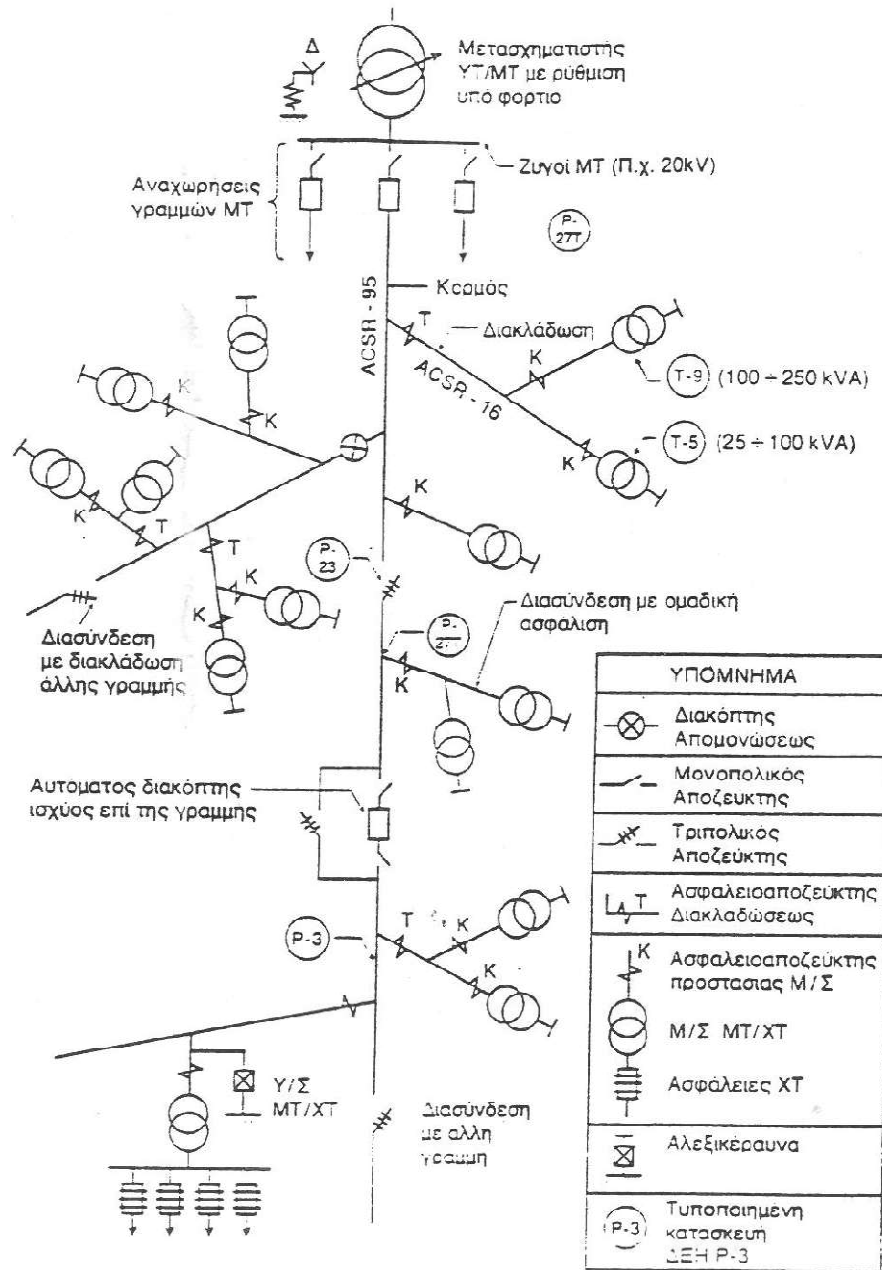 Δ
Μετασχηματιστής
ΥΤ/ΜΤ με ρύθμιση
υπό φορτίο
Ζυγοί ΜΤ (Π.χ. 20kV)
Αναχωρήσεις
γραμμών ΜΤ
P-
27T
ACSR - 95
Κορμός
T
Διακλάδωση
K
ACSR - 16
T-9 (100 ÷ 250 kVA)
K
K
K
T-5 (25 ÷ 100 kVA)
K
K
T
T
K
K
P-
23
Διασύνδεση
με διακλάδωση
άλλης γραμμής
P-
K
Διασύνδεση με ομαδική
ασφάλιση
Αυτόματος διακόπτης
ισχύος επί της γραμμής
P-3
T
K
K
Υ/Σ
ΜΤ/ΧΤ
Διασύνδεση
με άλλη
γραμμή
ΥΠΟΜΝΗΜΑ
Διακόπτης
Απομονώσεως
Μονοπολικός
Αποζευκτης
Τριπολικός
Αποζεύκτης
T
Ασφαλειοαποζεύκτης
Διακλαδώσεως
K
Ασφαλειοαποζεύκτης
προστασίας Μ/Σ
Μ/Σ ΜΤ/ΧΤ
Ασφάλειες ΧΤ
Αλεξικέραυνα
P-3
Τυποποιημένη
κατασκευή
ΔΕΗ P-3